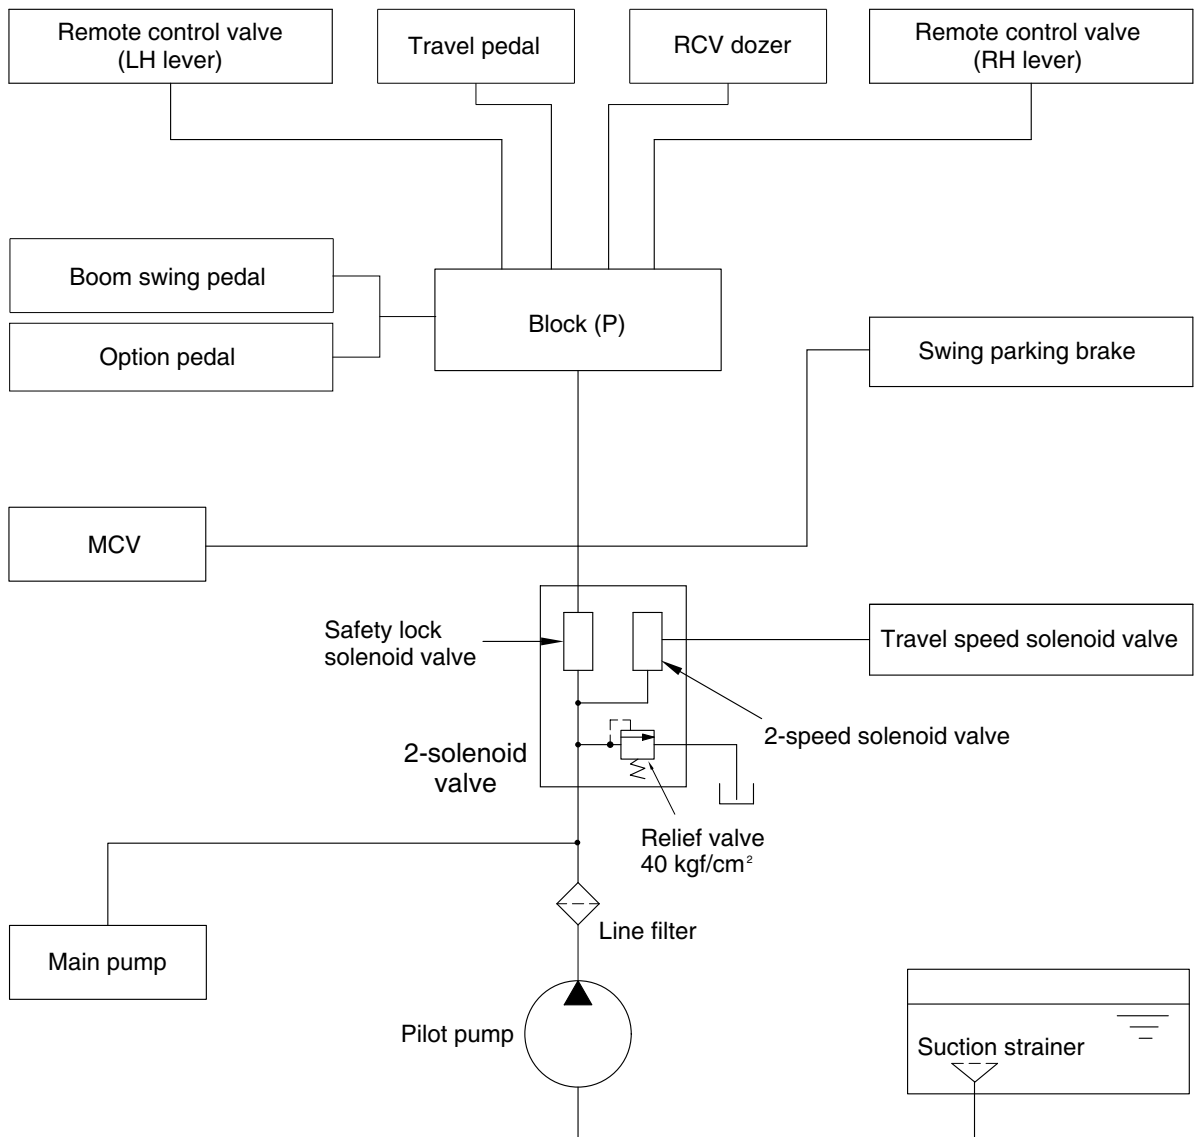 Remote control valve
(LH lever)
Travel pedal
RCV dozer
Remote control valve
(RH lever)
Boom swing pedal
Option pedal
Block (P)
Swing parking brake
MCV
Safety lock
solenoid valve
Travel speed solenoid valve
2-speed solenoid valve
2-solenoid
valve
Relief valve
40 kgf/cm²
Line filter
Main pump
Pilot pump
Suction strainer